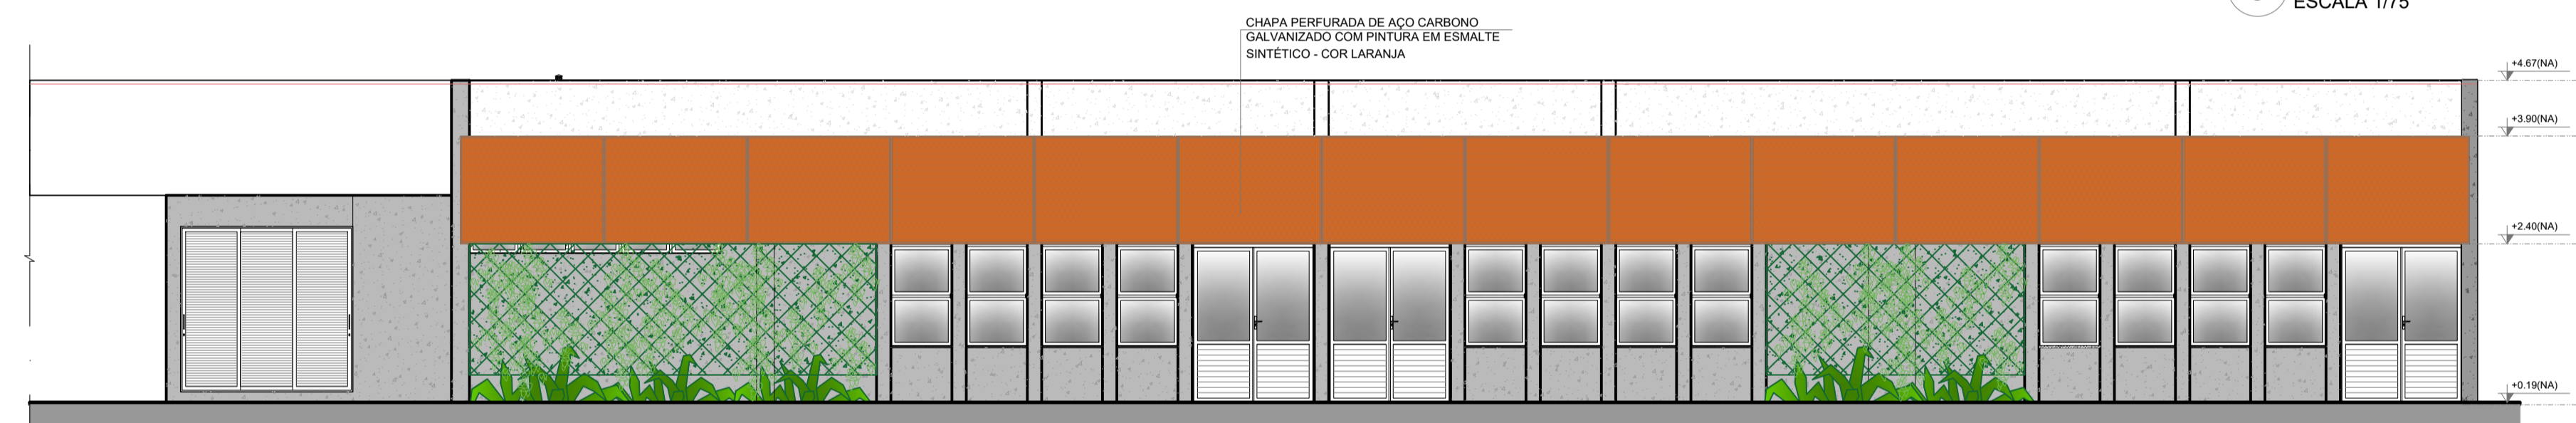 ESCALA 1/75
CHAPA PERFURADA DE AÇO CARBONO
GALVANIZADO COM PINTURA EM ESMALTE
SINTÉTICO - COR LARANJA
+4.67(NA)
+3.90(NA)
+2.40(NA)
+0.19(NA)